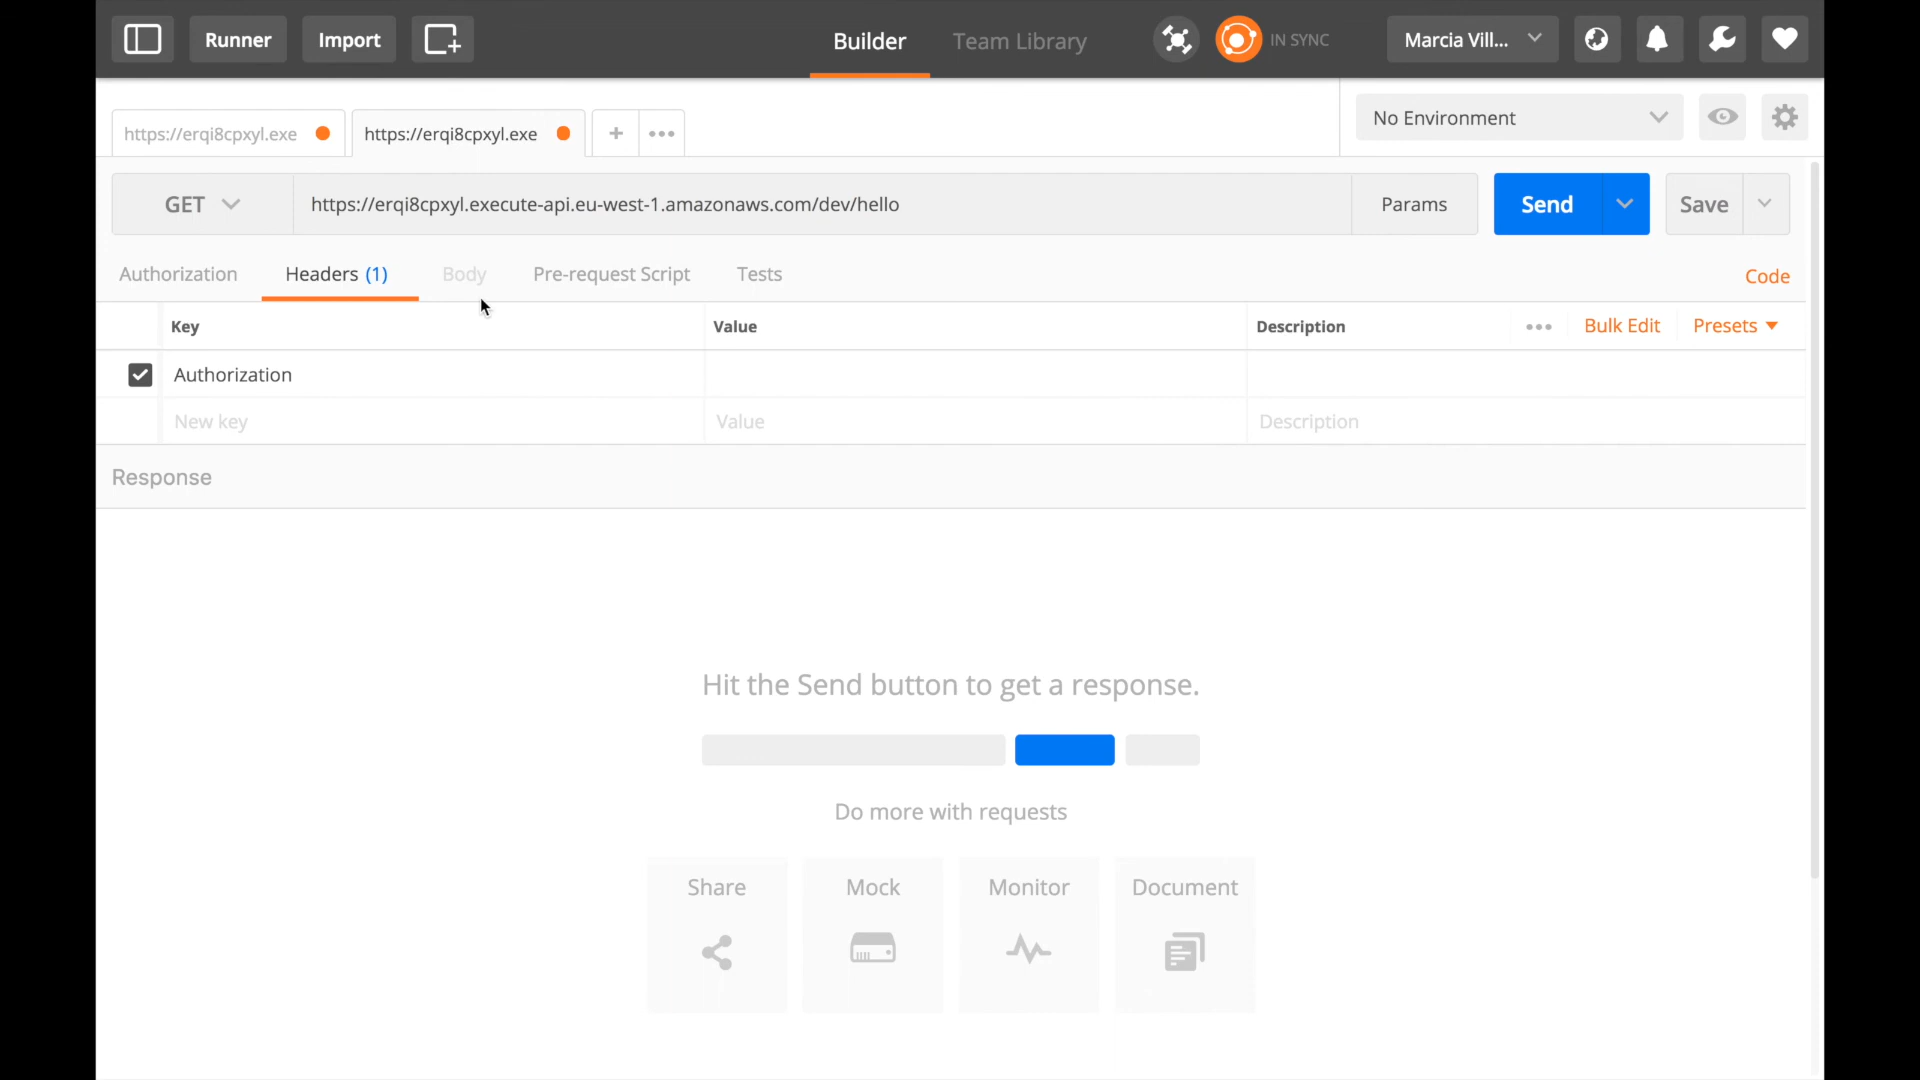 Runner
Import
Builder
Team Library
IN SYNC
Marcia Vill...
https://erqi8cpxyl.exe
https://erqi8cpxyl.exe
+
•••
No Environment
GET
https://erqi8cpxyl.execute-api.eu-west-1.amazonaws.com/dev/hello
Params
Send
Save
Authorization
Headers (1)
Body
Pre-request Script
Tests
Code
Key
Value
Description
•••
Bulk Edit
Presets
Authorization
New key
Value
Description
Response
Hit the Send button to get a response.
Do more with requests
Share
Mock
Monitor
Document